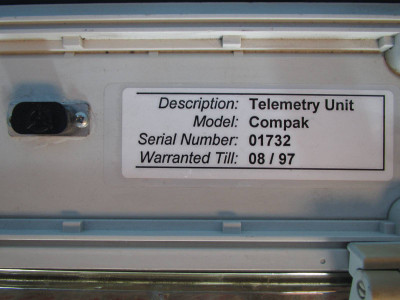 Description: Telemetry Unit
Model: Compak
Serial Number: 01732
Warranted Till: 08 / 97